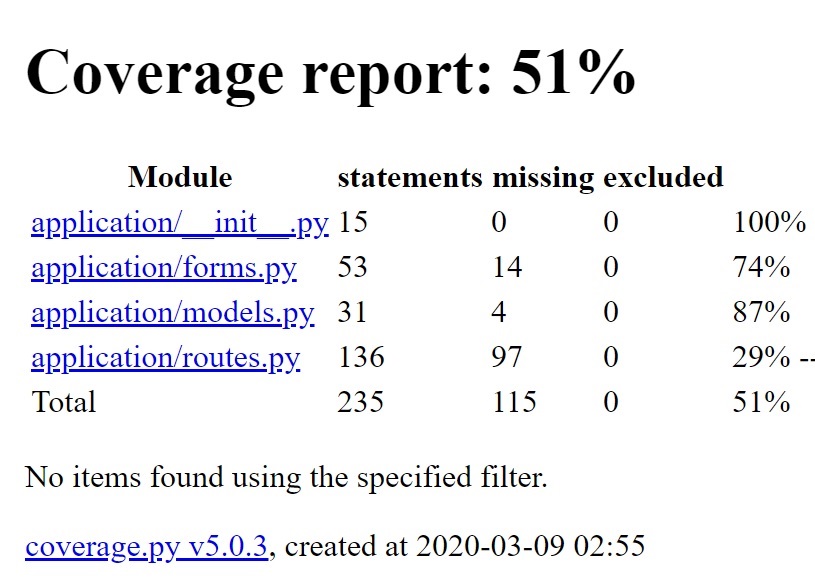 Coverage report: 51%
Module statements missing excluded
application/__init__.py 15 0 0 100%
application/forms.py 53 14 0 74%
application/models.py 31 4 0 87%
application/routes.py 136 97 0 29% --
Total 235 115 0 51%
No items found using the specified filter.
coverage.py v5.0.3, created at 2020-03-09 02:55